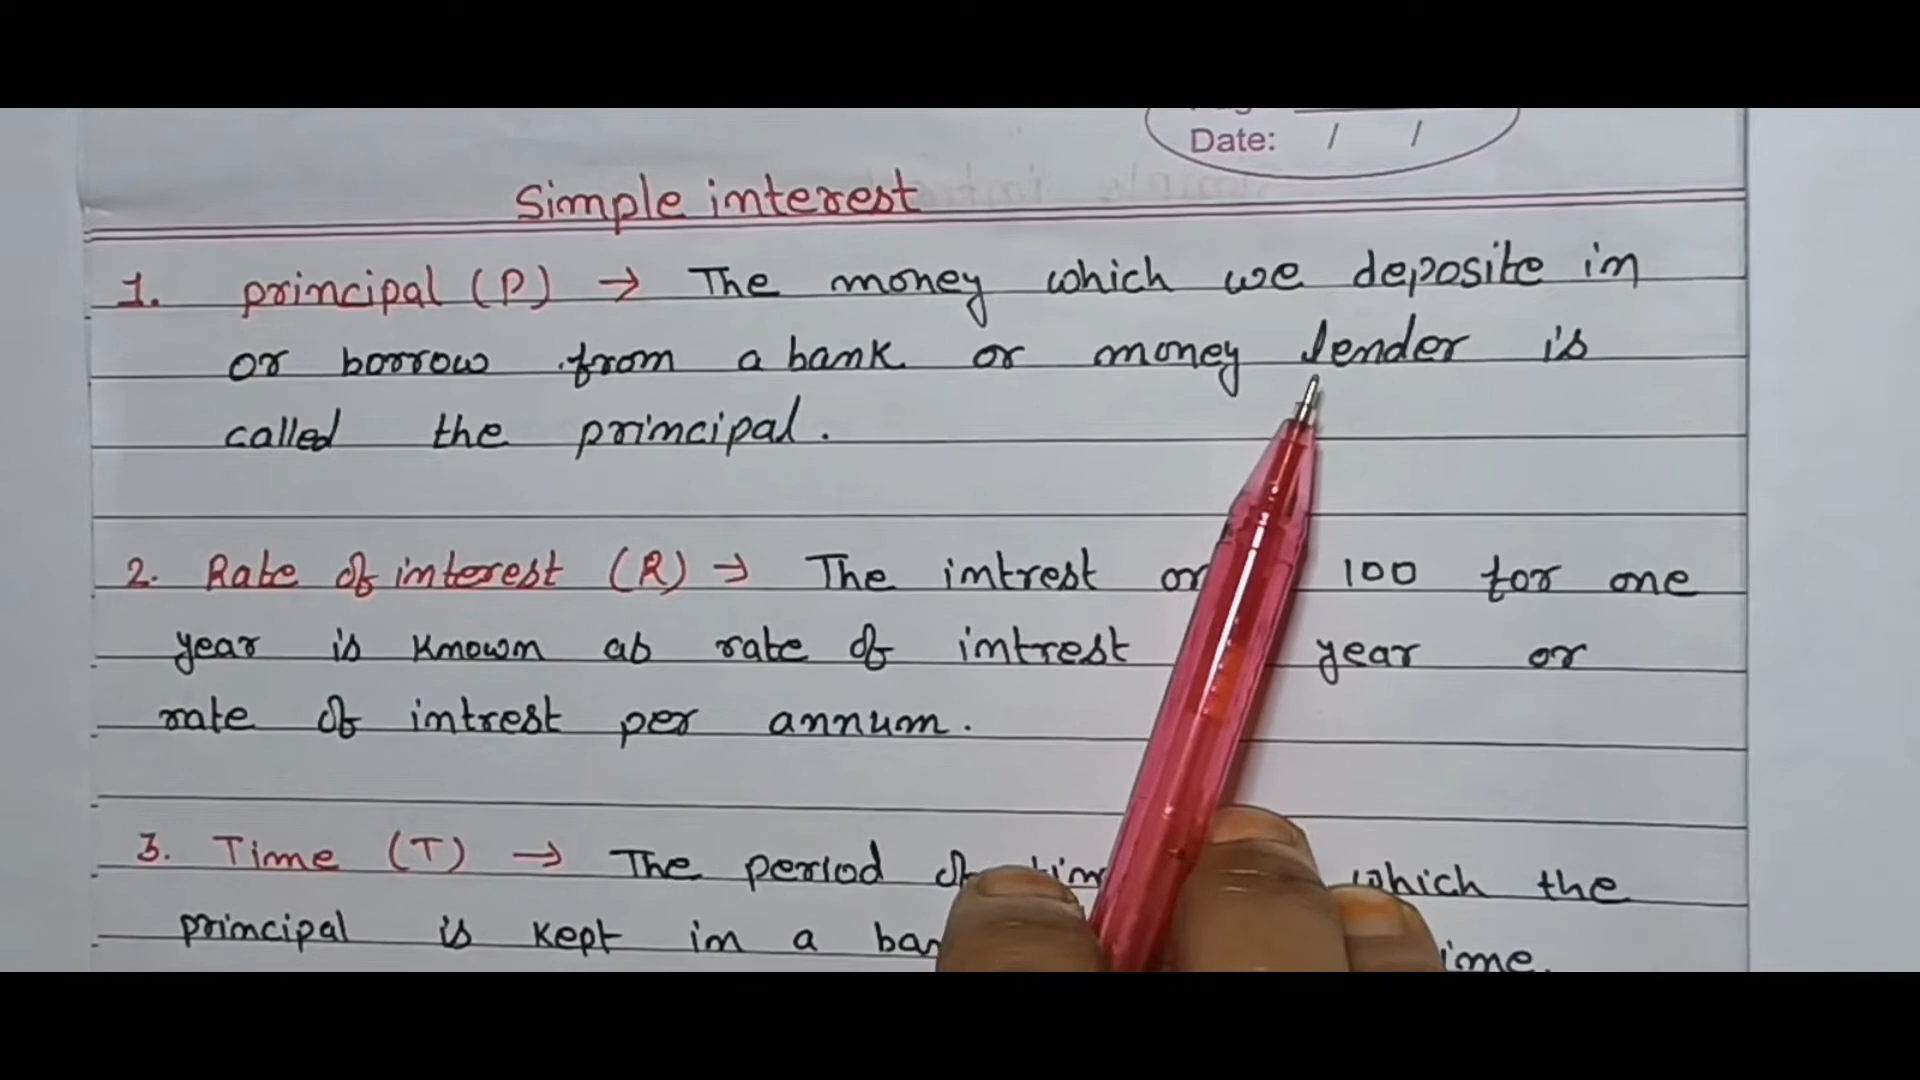 Date: / /
Simple interest
1. principal (P) → The money which we deposite in
or borrow from a bank or money lender is
called the principal.
2. Rate of interest (R) → The intrest 100 for one
year is known as rate of intrest year or
rate of intrest per annum.
3. Time (T) → The period of which the
principal is kept in a